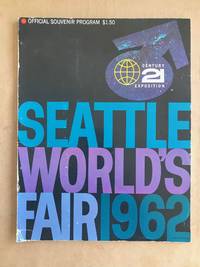 OFFICIAL SOUVENIR PROGRAM $1.50
CENTURY
21
EXPOSITION
SEATTLE
WORLD'S
FAIR 1962